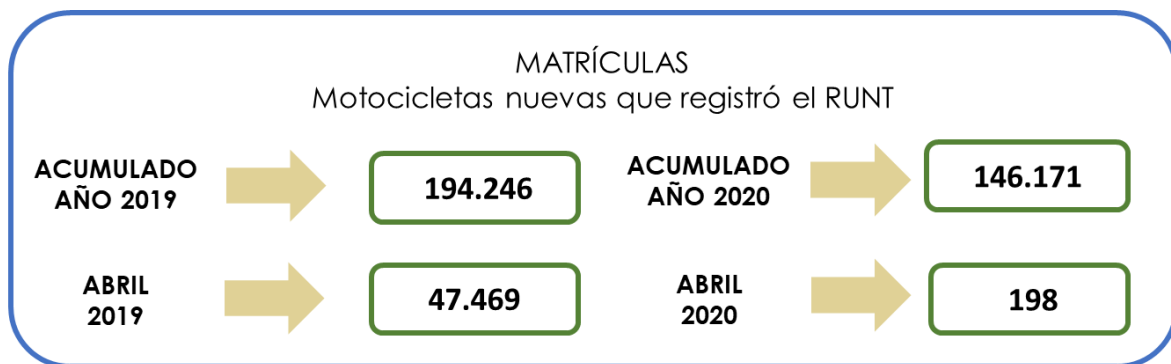 MATRÍCULAS
Motocicletas nuevas que registró el RUNT
ACUMULADO
AÑO 2019
194.246
ACUMULADO
AÑO 2020
146.171
ABRIL
2019
47.469
ABRIL
2020
198